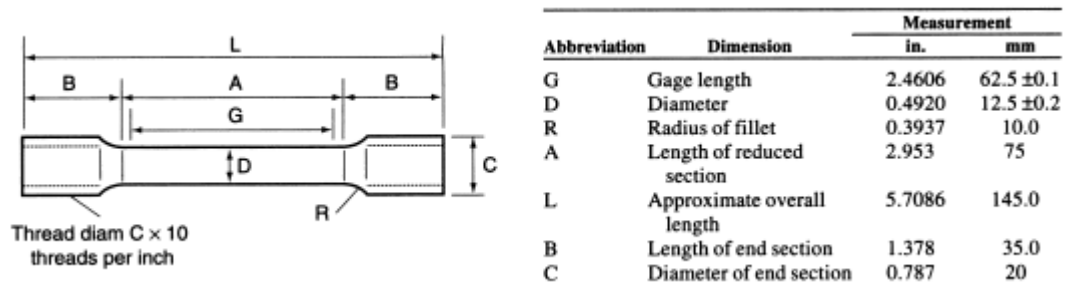 L
B A B
G
D
C
R
Thread diam C × 10
threads per inch
Measurement
Abbreviation Dimension in. mm
G Gage length 2.4606 62.5 ±0.1
D Diameter 0.4920 12.5 ±0.2
R Radius of fillet 0.3937 10.0
A Length of reduced 2.953 75
section
L Approximate overall 5.7086 145.0
length
B Length of end section 1.378 35.0
C Diameter of end section 0.787 20